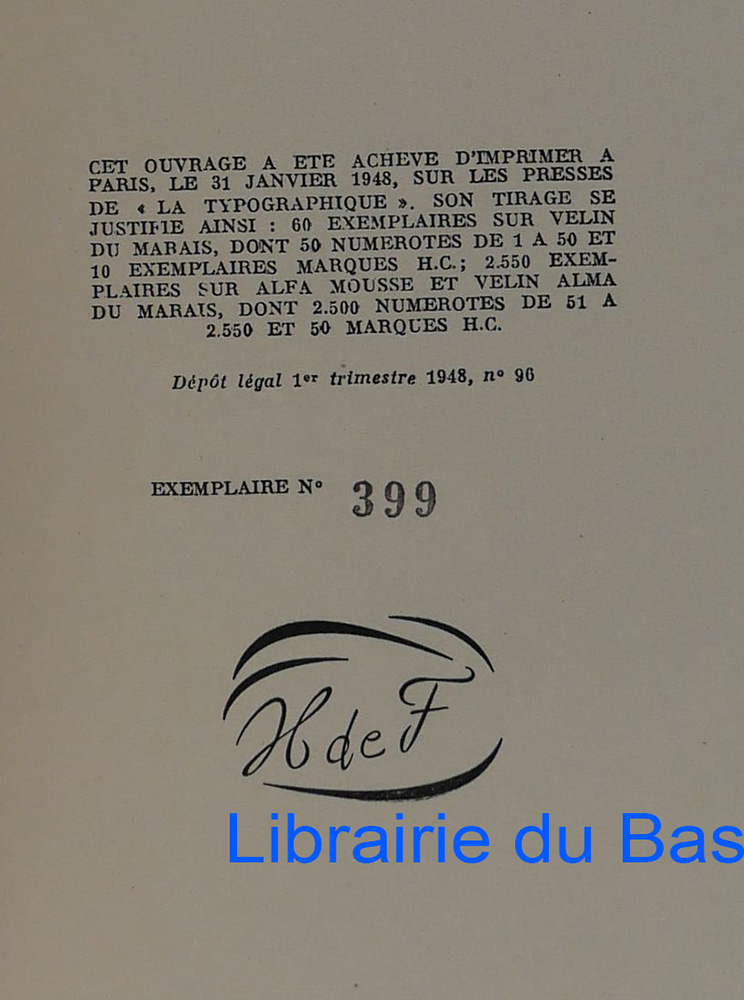 CET OUVRAGE A ETE ACHEVE D'IMPRIMER A
PARIS, LE 31 JANVIER 1948, SUR LES PRESSES
DE « LA TYPOGRAPHIQUE ». SON TIRAGE SE
JUSTIFIE AINSI : 60 EXEMPLAIRES SUR VELIN
DU MARAIS, DONT 50 NUMEROTES DE 1 A 50 ET
10 EXEMPLAIRES MARQUES H.C.; 2.550 EXEM-
PLAIRES SUR ALFA MOUSSE ET VELIN ALMA
DU MARAIS, DONT 2.500 NUMEROTES DE 51 A
2.550 ET 50 MARQUES H.C.
Dépôt légal 1er trimestre 1948, n° 96
EXEMPLAIRE N° 399
H de F
Librairie du Bas